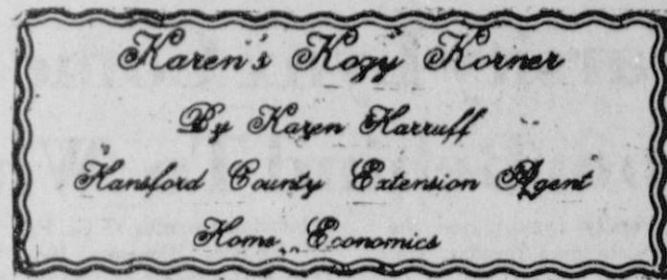 Karen's Kozy Korner
By Karen Harruff
Hansford County Extension Agent
Home Economics